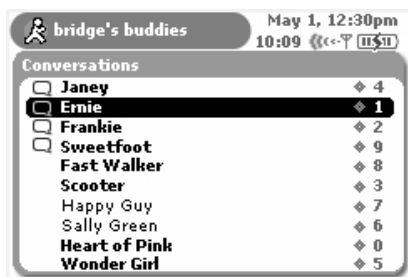 bridge's buddies
May 1, 12:30pm
10:09
Conversations
Janey 4
Ernie 1
Frankie 2
Sweetfoot 9
Fast Walker 8
Scooter 3
Happy Guy 7
Sally Green 6
Heart of Pink 0
Wonder Girl 5